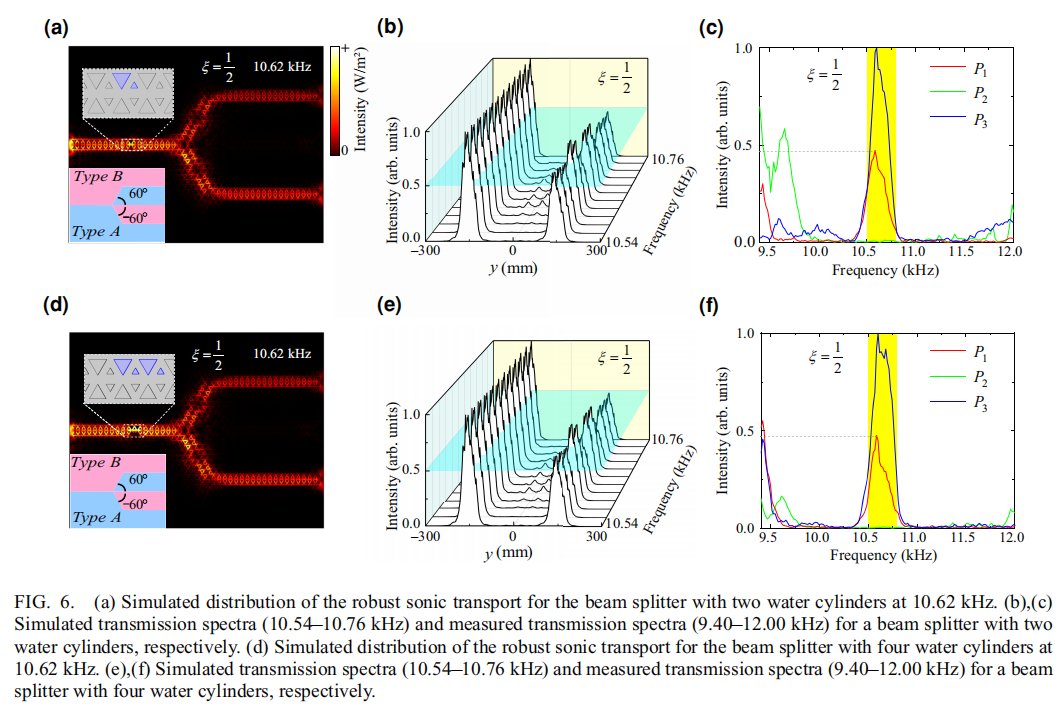 (a)
ξ = 1/2 10.62 kHz
Type B
60º
−60º
Type A
+
Intensity (W/m²)
0
(b)
ξ = 1/2
1.0
0.5
0.0
Intensity (arb. units)
−300 0 300
y (mm)
10.54
10.76
Frequency (kHz)
(c)
ξ = 1/2
1.0
0.5
0.0
Intensity (arb. units)
P1
P2
P3
9.5 10.0 10.5 11.0 11.5 12.0
Frequency (kHz)
(d)
ξ = 1/2 10.62 kHz
Type B
60º
−60º
Type A
(e)
ξ = 1/2
1.0
0.5
0.0
Intensity (arb. units)
−300 0 300
y (mm)
10.54
10.76
Frequency (kHz)
(f)
ξ = 1/2
1.0
0.5
0.0
Intensity (arb. units)
P1
P2
P3
9.5 10.0 10.5 11.0 11.5 12.0
Frequency (kHz)
FIG. 6. (a) Simulated distribution of the robust sonic transport for the beam splitter with two water cylinders at 10.62 kHz. (b),(c)
Simulated transmission spectra (10.54–10.76 kHz) and measured transmission spectra (9.40–12.00 kHz) for a beam splitter with two
water cylinders, respectively. (d) Simulated distribution of the robust sonic transport for the beam splitter with four water cylinders at
10.62 kHz. (e),(f) Simulated transmission spectra (10.54–10.76 kHz) and measured transmission spectra (9.40–12.00 kHz) for a beam
splitter with four water cylinders, respectively.